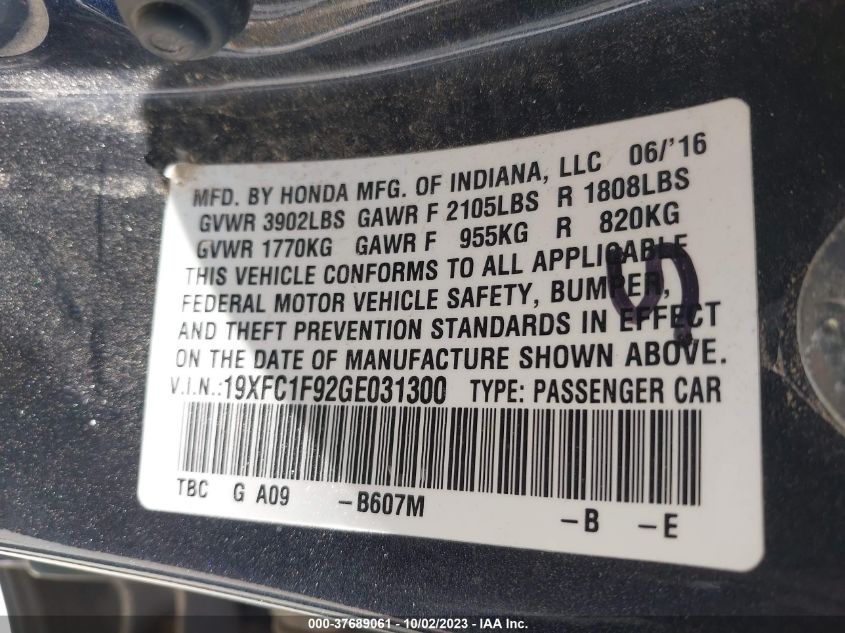 MFD. BY HONDA MFG. OF INDIANA, LLC 06/'16
GVWR 3902LBS GAWR F 2105LBS R 1808LBS
GVWR 1770KG GAWR F 955KG R 820KG
THIS VEHICLE CONFORMS TO ALL APPLICABLE
FEDERAL MOTOR VEHICLE SAFETY, BUMPER,
AND THEFT PREVENTION STANDARDS IN EFFECT
ON THE DATE OF MANUFACTURE SHOWN ABOVE.
V.I.N.:19XFC1F92GE031300 TYPE: PASSENGER CAR
TBC G A09 -B607M -B -E
000-37689061 - 10/02/2023 - © IAA Inc.